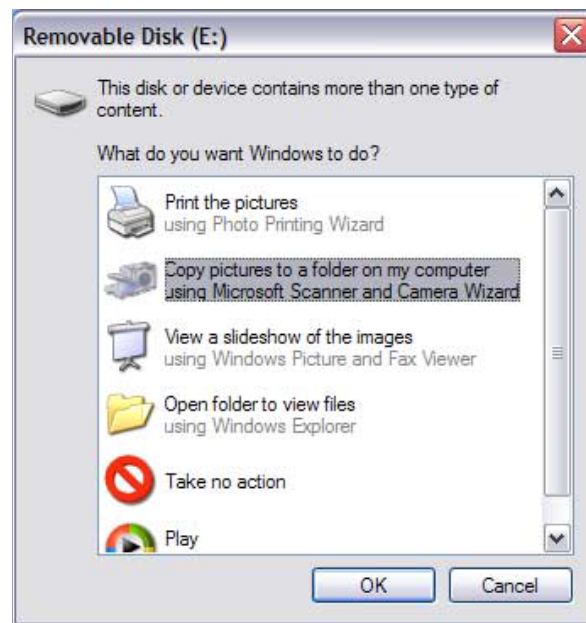 Removable Disk (E:)
This disk or device contains more than one type of
content.
What do you want Windows to do?
Print the pictures
using Photo Printing Wizard
Copy pictures to a folder on my computer
using Microsoft Scanner and Camera Wizard
View a slideshow of the images
using Windows Picture and Fax Viewer
Open folder to view files
using Windows Explorer
Take no action
Play
OK
Cancel